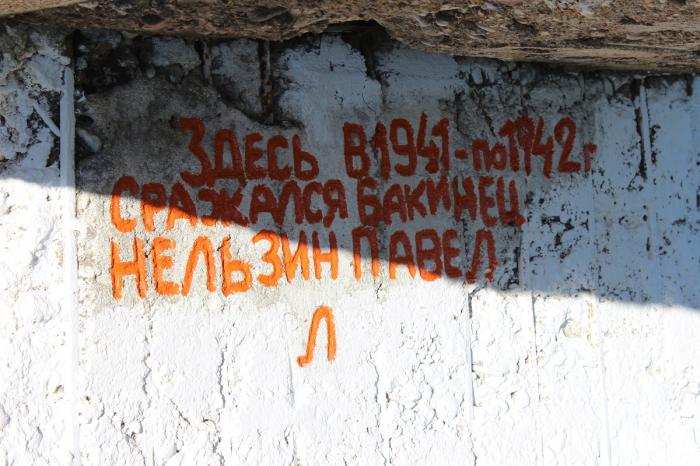 ЗДЕСЬ В 1941-по 1942 г
СРАЖАЛСЯ БАКИНЕЦ
НЕЛЬЗИН ПАВЕЛ
Л